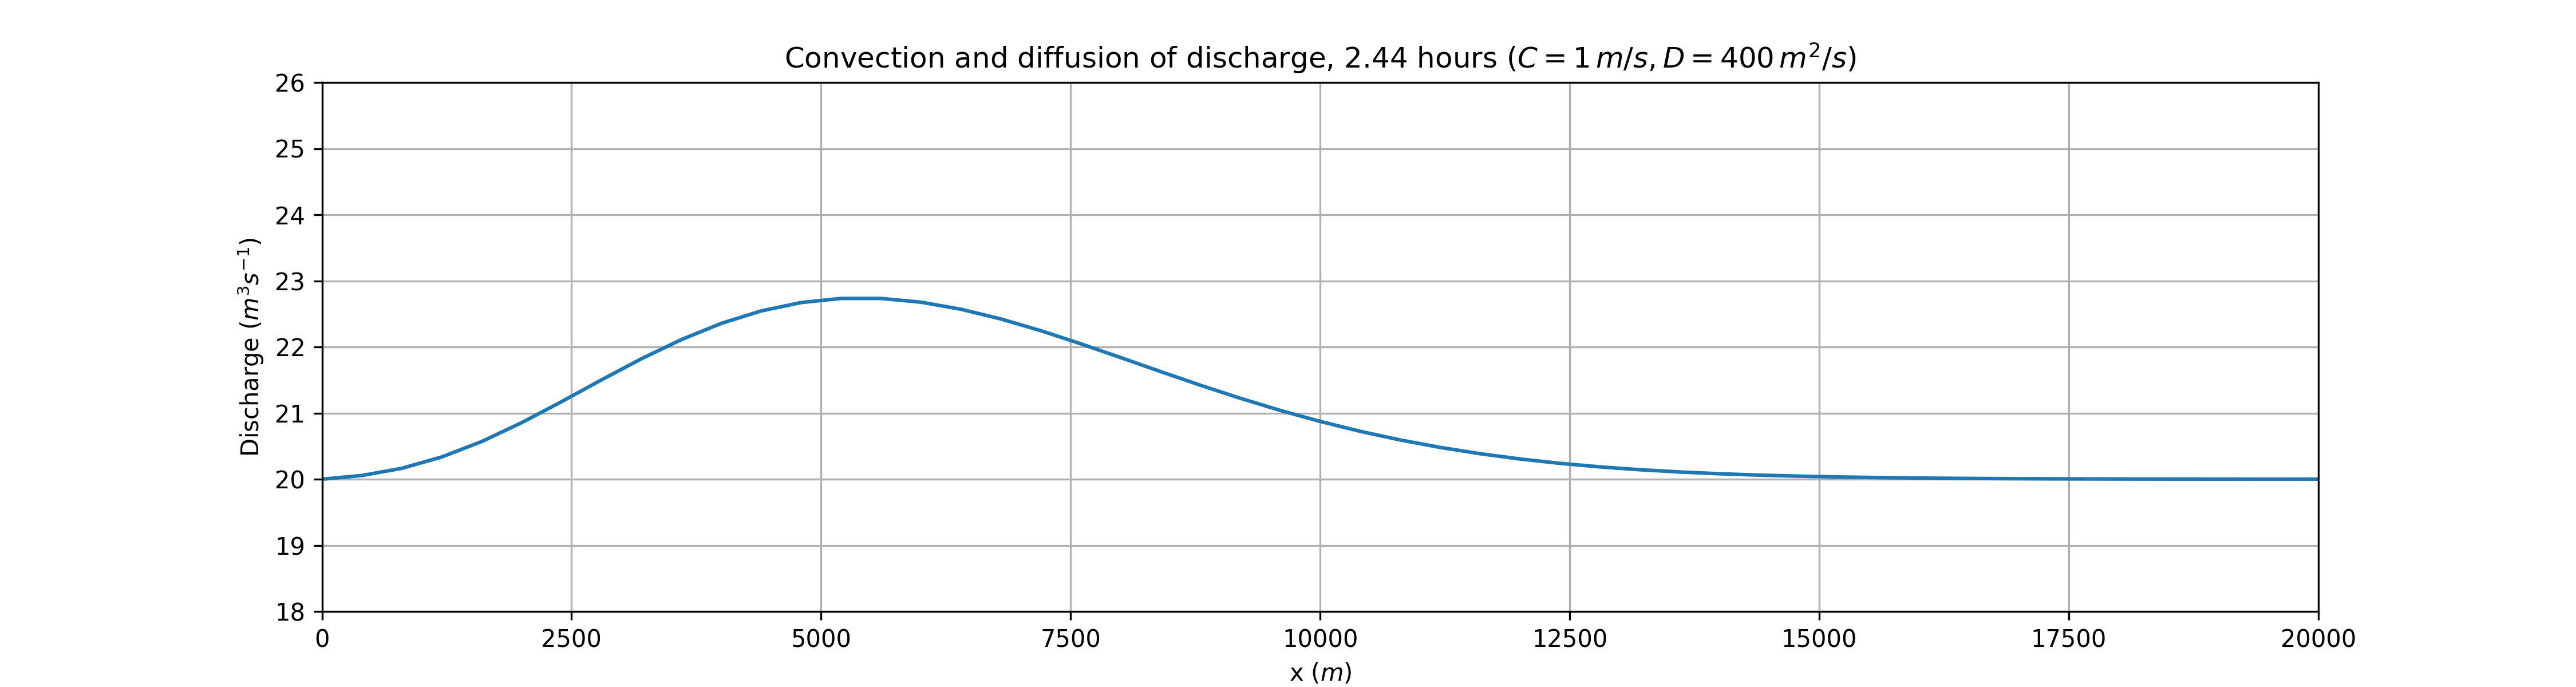 Convection and diffusion of discharge, 2.44 hours (C = 1 m/s, D = 400 m²/s)
26
25
24
23
22
21
20
19
18
Discharge (m³s⁻¹)
0 2500 5000 7500 10000 12500 15000 17500 20000
x (m)